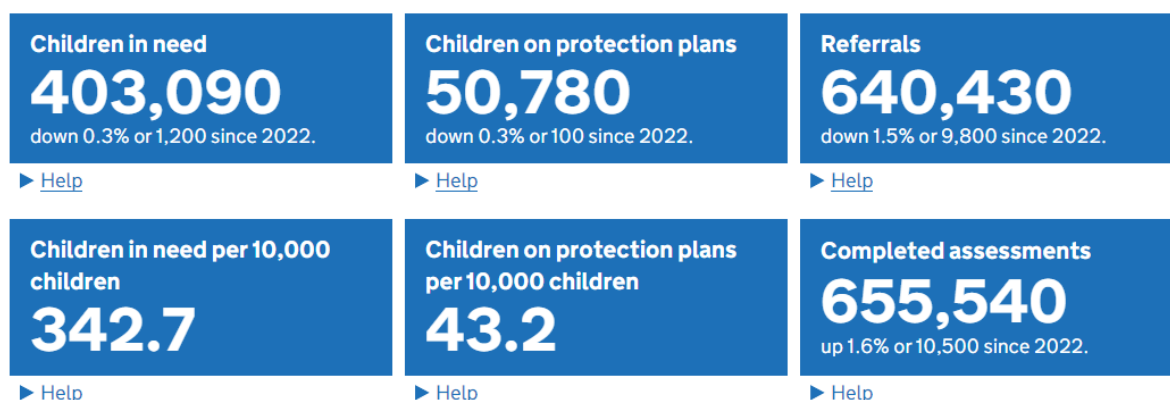 Children in need
403,090
down 0.3% or 1,200 since 2022.
Help
Children on protection plans
50,780
down 0.3% or 100 since 2022.
Help
Referrals
640,430
down 1.5% or 9,800 since 2022.
Help
Children in need per 10,000
children
342.7
Help
Children on protection plans
per 10,000 children
43.2
Help
Completed assessments
655,540
up 1.6% or 10,500 since 2022.
Help